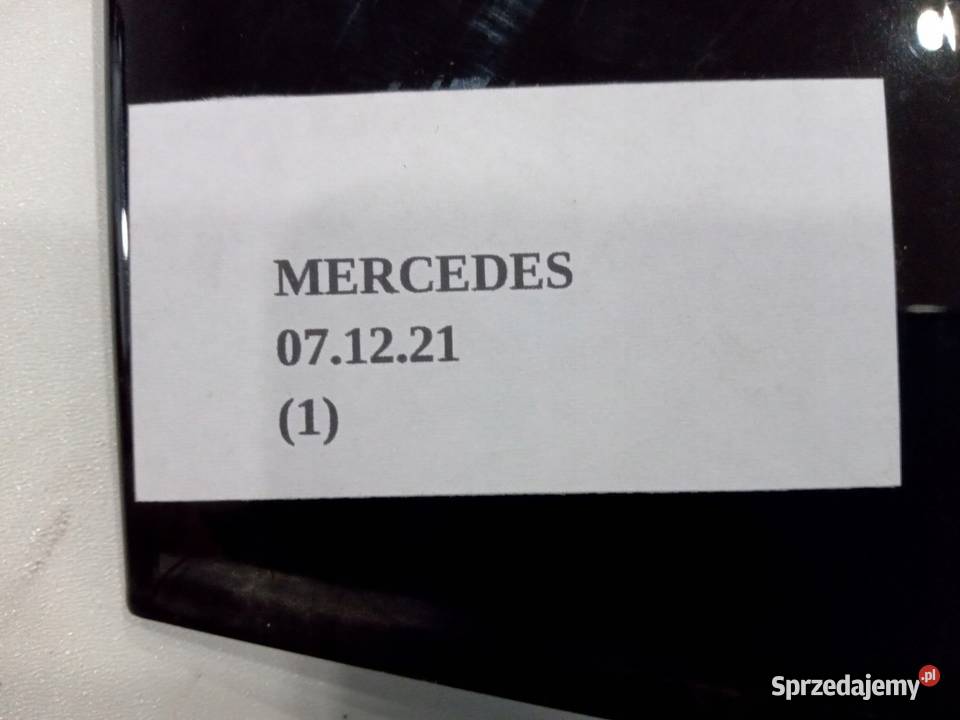 MERCEDES
07.12.21
(1)
Sprzedajemy.pl